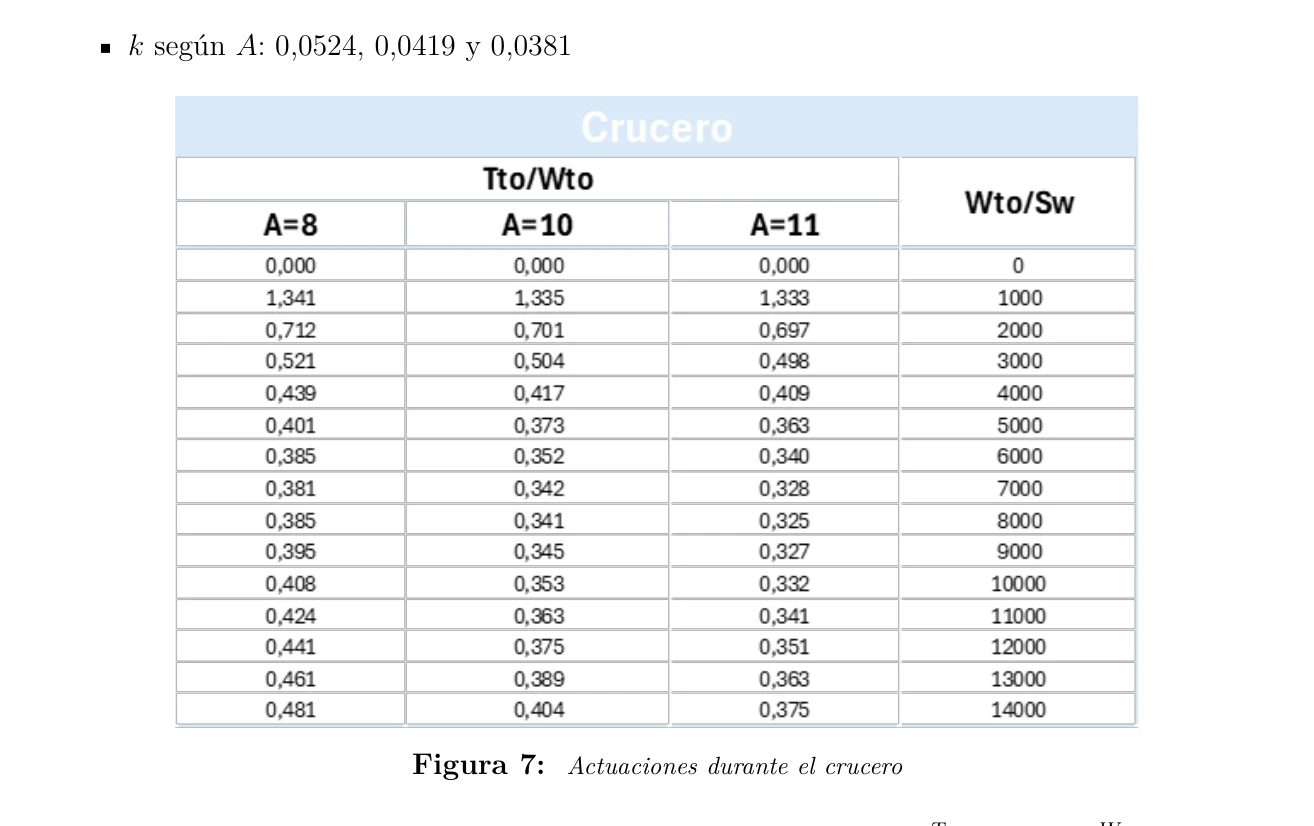 ▪ k según A: 0,0524, 0,0419 y 0,0381
Crucero
Tto/Wto Wto/Sw
A=8 A=10 A=11
0,000 0,000 0,000 0
1,341 1,335 1,333 1000
0,712 0,701 0,697 2000
0,521 0,504 0,498 3000
0,439 0,417 0,409 4000
0,401 0,373 0,363 5000
0,385 0,352 0,340 6000
0,381 0,342 0,328 7000
0,385 0,341 0,325 8000
0,395 0,345 0,327 9000
0,408 0,353 0,332 10000
0,424 0,363 0,341 11000
0,441 0,375 0,351 12000
0,461 0,389 0,363 13000
0,481 0,404 0,375 14000
Figura 7: Actuaciones durante el crucero